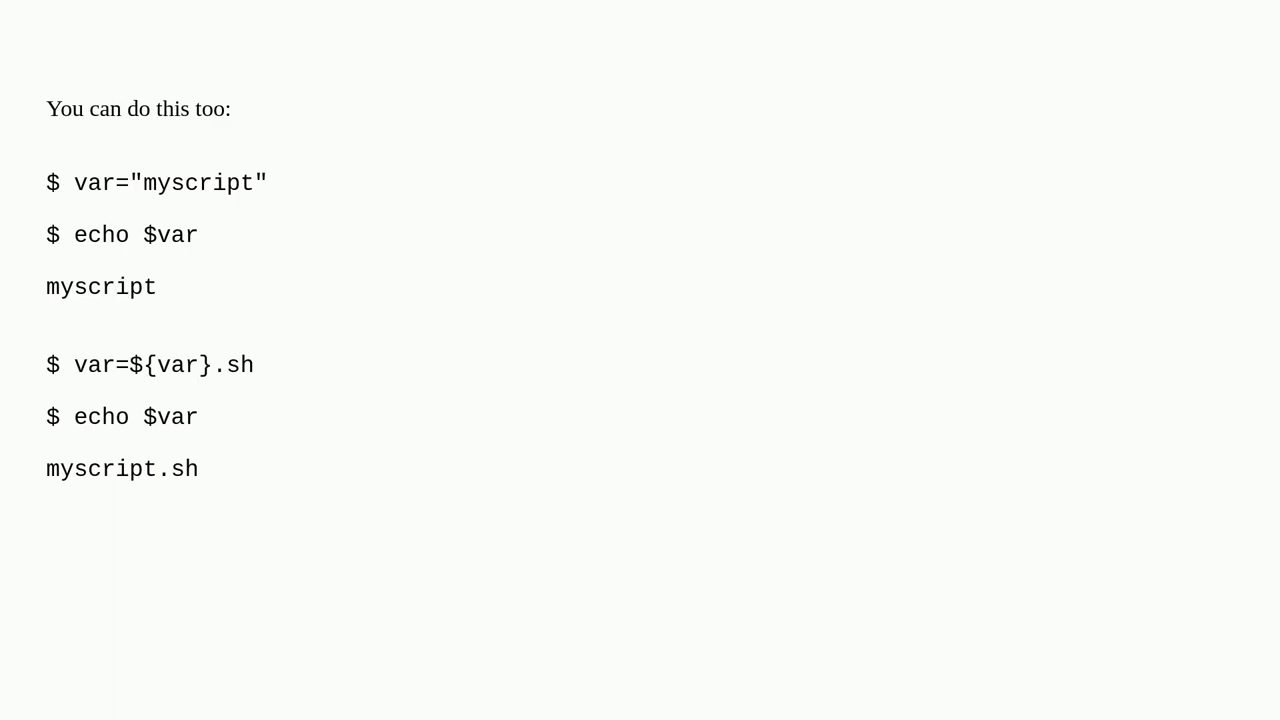 You can do this too:
$ var="myscript"
$ echo $var
myscript
$ var=${var}.sh
$ echo $var
myscript.sh